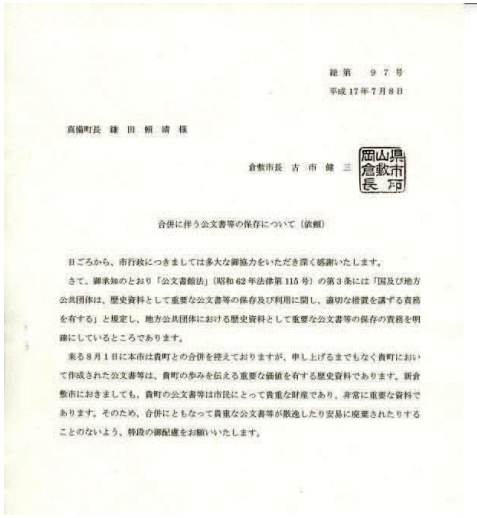 総第　９７号
平成17年7月8日
真備町長　鎌田頼靖様
倉敷市長　古市健三
合併に伴う公文書等の保存について（依頼）
日ごろから、市行政につきましては多大な御協力をいただき深く感謝いたします。
さて、御承知のとおり「公文書館法」（昭和62年法律第115号）の第3条には「国及び地方
公共団体は、歴史資料として重要な公文書等の保存及び利用に関し、適切な措置を講ずる責務
を有する」と規定し、地方公共団体における歴史資料として重要な公文書等の保存の責務を明
確にしているところであります。
来る8月1日に本市は貴町との合併を控えておりますが、申し上げるまでもなく貴町におい
て作成された公文書等は、貴町の歩みを伝える重要な価値を有する歴史資料であります。新倉
敷市におきましても、貴町の公文書等は市民にとって貴重な財産であり、非常に重要な資料で
あります。そのため、合併にともなって貴重な公文書等が散逸したり安易に廃棄されたりする
ことのないよう、特段の御配慮をお願いいたします。